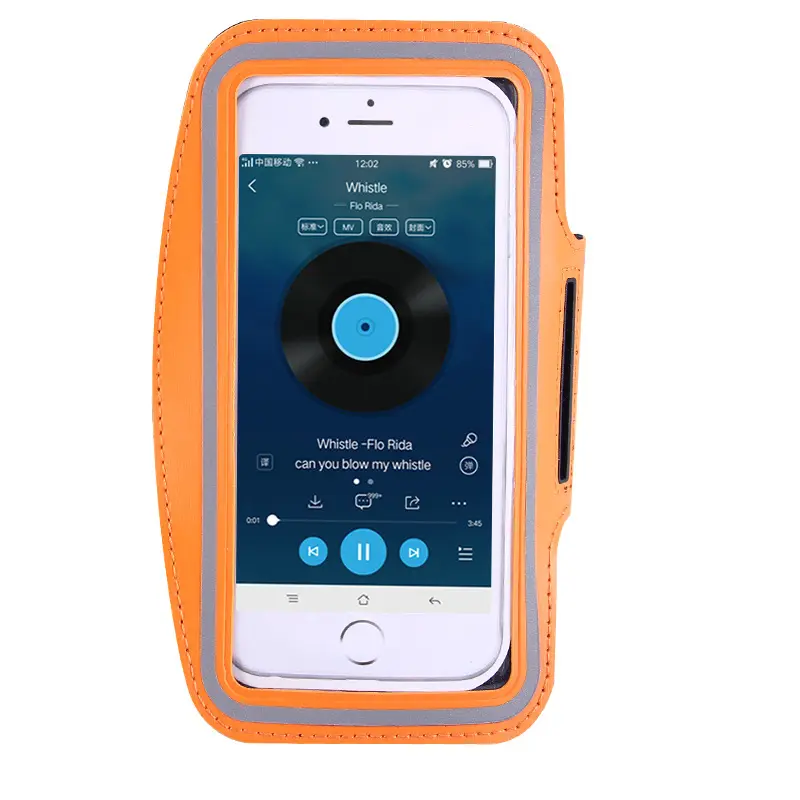 中国移动 12:02 85%
Whistle
Flo Rida
标准 MV 音效 封面
Whistle -Flo Rida
can you blow my whistle
译 弹
999+
0:01 3:45